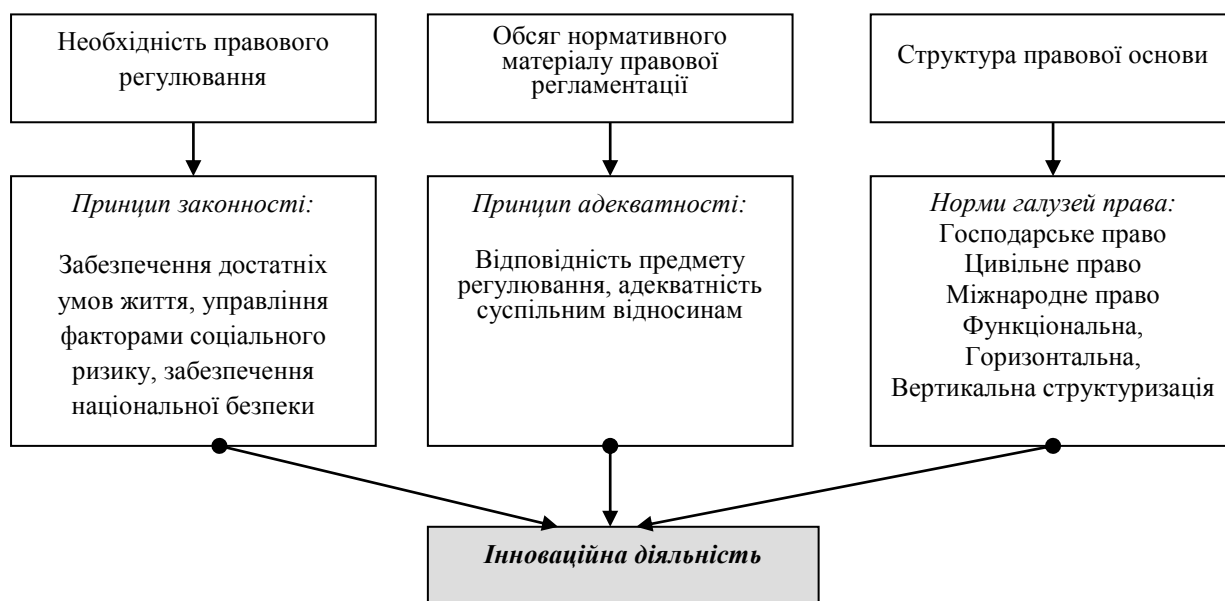 Необхідність правового
регулювання
Обсяг нормативного
матеріалу правової
регламентації
Структура правової основи
Принцип законності:
Забезпечення достатніх
умов життя, управління
факторами соціального
ризику, забезпечення
національної безпеки
Принцип адекватності:
Відповідність предмету
регулювання, адекватність
суспільним відносинам
Норми галузей права:
Господарське право
Цивільне право
Міжнародне право
Функціональна,
Горизонтальна,
Вертикальна структуризація
Інноваційна діяльність